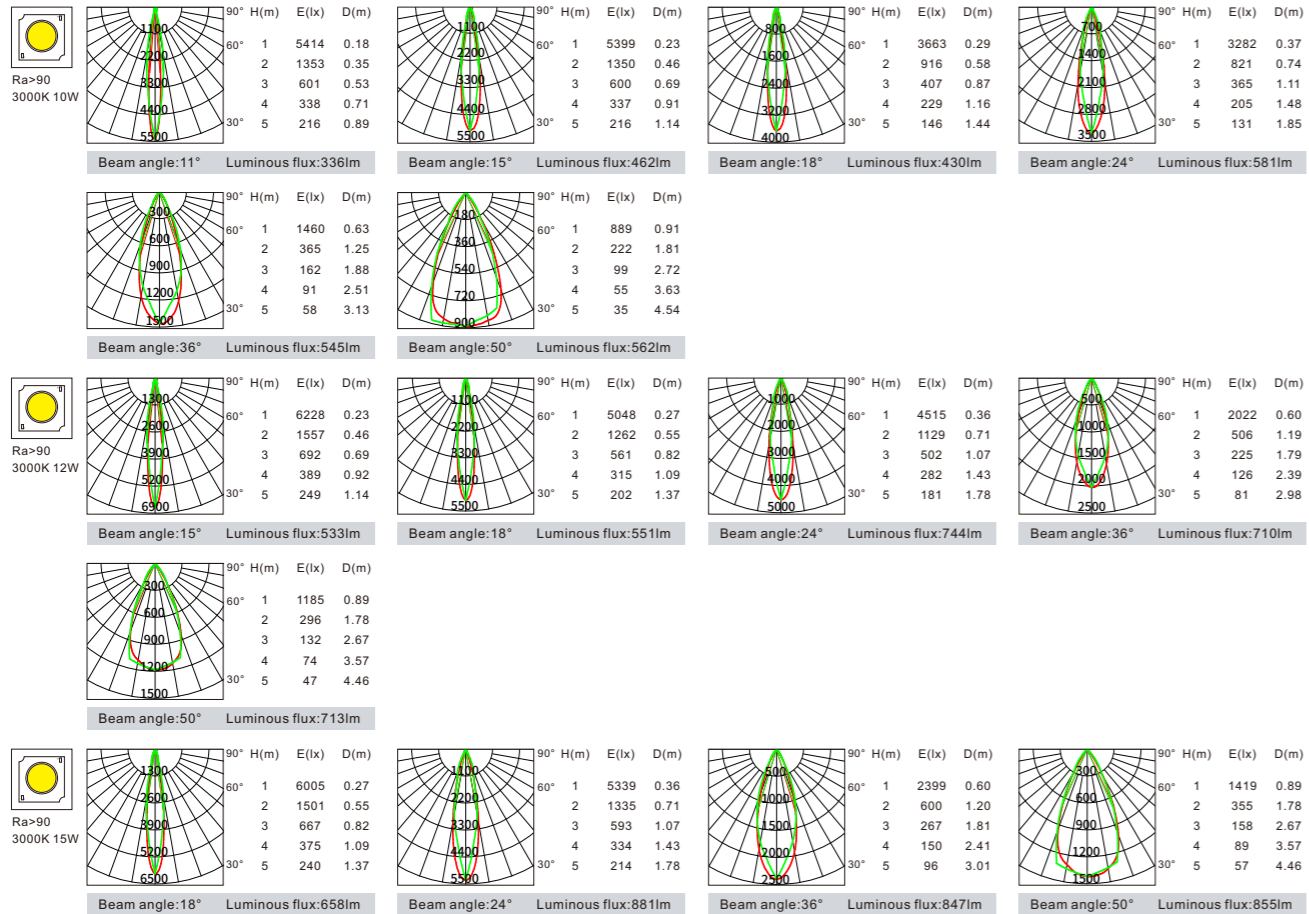 Ra>90
3000K 10W
1100
2200
3300
4400
5500
90° H(m) E(lx) D(m)
60° 1 5414 0.18
2 1353 0.35
3 601 0.53
4 338 0.71
30° 5 216 0.89
Beam angle:11° Luminous flux:336lm
1100
2200
3300
4400
5500
90° H(m) E(lx) D(m)
60° 1 5399 0.23
2 1350 0.46
3 600 0.69
4 337 0.91
30° 5 216 1.14
Beam angle:15° Luminous flux:462lm
800
1600
2400
3200
4000
90° H(m) E(lx) D(m)
60° 1 3663 0.29
2 916 0.58
3 407 0.87
4 229 1.16
30° 5 146 1.44
Beam angle:18° Luminous flux:430lm
700
1400
2100
2800
3500
90° H(m) E(lx) D(m)
60° 1 3282 0.37
2 821 0.74
3 365 1.11
4 205 1.48
30° 5 131 1.85
Beam angle:24° Luminous flux:581lm
300
600
900
1200
1500
90° H(m) E(lx) D(m)
60° 1 1460 0.63
2 365 1.25
3 162 1.88
4 91 2.51
30° 5 58 3.13
Beam angle:36° Luminous flux:545lm
180
360
540
720
900
90° H(m) E(lx) D(m)
60° 1 889 0.91
2 222 1.81
3 99 2.72
4 55 3.63
30° 5 35 4.54
Beam angle:50° Luminous flux:562lm
Ra>90
3000K 12W
1300
2600
3900
5200
6900
90° H(m) E(lx) D(m)
60° 1 6228 0.23
2 1557 0.46
3 692 0.69
4 389 0.92
30° 5 249 1.14
Beam angle:15° Luminous flux:533lm
1100
2200
3300
4400
5500
90° H(m) E(lx) D(m)
60° 1 5048 0.27
2 1262 0.55
3 561 0.82
4 315 1.09
30° 5 202 1.37
Beam angle:18° Luminous flux:551lm
1000
2000
3000
4000
5000
90° H(m) E(lx) D(m)
60° 1 4515 0.36
2 1129 0.71
3 502 1.07
4 282 1.43
30° 5 181 1.78
Beam angle:24° Luminous flux:744lm
500
1000
1500
2000
2500
90° H(m) E(lx) D(m)
60° 1 2022 0.60
2 506 1.19
3 225 1.79
4 126 2.39
30° 5 81 2.98
Beam angle:36° Luminous flux:710lm
300
600
900
1200
1500
90° H(m) E(lx) D(m)
60° 1 1185 0.89
2 296 1.78
3 132 2.67
4 74 3.57
30° 5 47 4.46
Beam angle:50° Luminous flux:713lm
Ra>90
3000K 15W
1300
2600
3900
5200
6500
90° H(m) E(lx) D(m)
60° 1 6005 0.27
2 1501 0.55
3 667 0.82
4 375 1.09
30° 5 240 1.37
Beam angle:18° Luminous flux:658lm
1100
2200
3300
4400
5500
90° H(m) E(lx) D(m)
60° 1 5339 0.36
2 1335 0.71
3 593 1.07
4 334 1.43
30° 5 214 1.78
Beam angle:24° Luminous flux:881lm
500
1000
1500
2000
2500
90° H(m) E(lx) D(m)
60° 1 2399 0.60
2 600 1.20
3 267 1.81
4 150 2.41
30° 5 96 3.01
Beam angle:36° Luminous flux:847lm
300
600
900
1200
1500
90° H(m) E(lx) D(m)
60° 1 1419 0.89
2 355 1.78
3 158 2.67
4 89 3.57
30° 5 57 4.46
Beam angle:50° Luminous flux:855lm